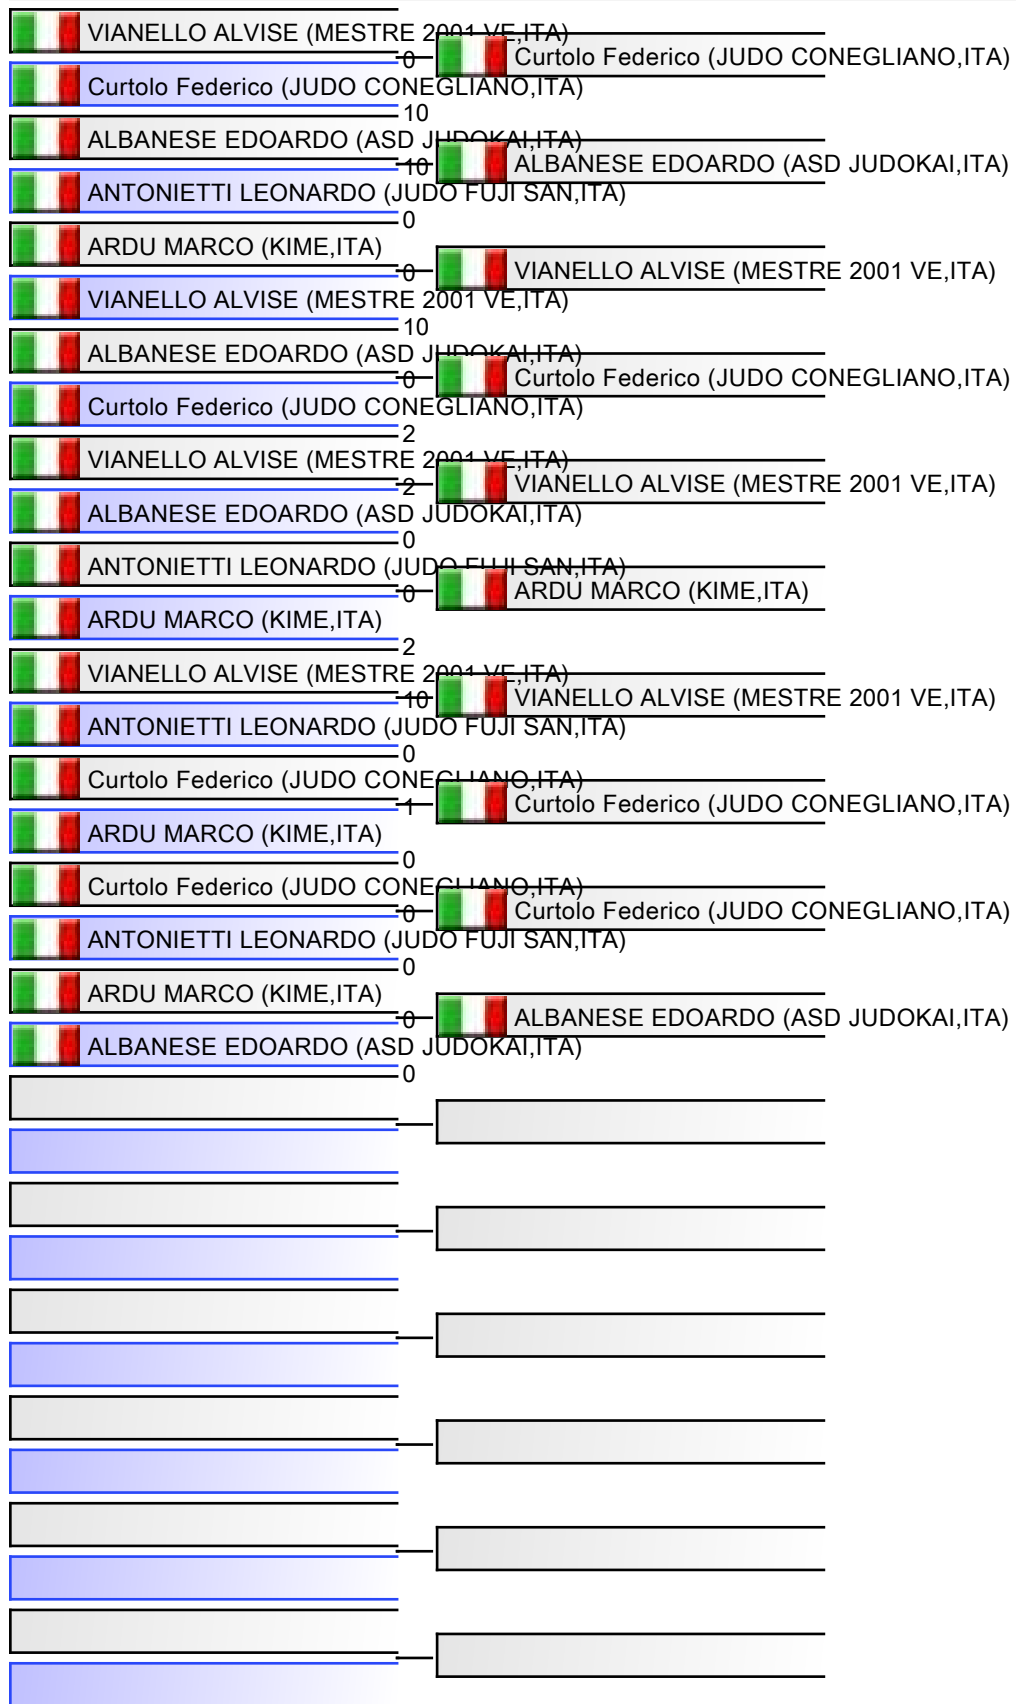 VIANELLO ALVISE (MESTRE 2001 VE,ITA)
0
Curtolo Federico (JUDO CONEGLIANO,ITA)
Curtolo Federico (JUDO CONEGLIANO,ITA)
10
ALBANESE EDOARDO (ASD JUDOKAI,ITA)
10
ALBANESE EDOARDO (ASD JUDOKAI,ITA)
ANTONIETTI LEONARDO (JUDO FUJI SAN,ITA)
0
ARDU MARCO (KIME,ITA)
0
VIANELLO ALVISE (MESTRE 2001 VE,ITA)
VIANELLO ALVISE (MESTRE 2001 VE,ITA)
10
ALBANESE EDOARDO (ASD JUDOKAI,ITA)
0
Curtolo Federico (JUDO CONEGLIANO,ITA)
Curtolo Federico (JUDO CONEGLIANO,ITA)
2
VIANELLO ALVISE (MESTRE 2001 VE,ITA)
2
VIANELLO ALVISE (MESTRE 2001 VE,ITA)
ALBANESE EDOARDO (ASD JUDOKAI,ITA)
0
ANTONIETTI LEONARDO (JUDO FUJI SAN,ITA)
0
ARDU MARCO (KIME,ITA)
ARDU MARCO (KIME,ITA)
2
VIANELLO ALVISE (MESTRE 2001 VE,ITA)
10
VIANELLO ALVISE (MESTRE 2001 VE,ITA)
ANTONIETTI LEONARDO (JUDO FUJI SAN,ITA)
0
Curtolo Federico (JUDO CONEGLIANO,ITA)
1
Curtolo Federico (JUDO CONEGLIANO,ITA)
ARDU MARCO (KIME,ITA)
0
Curtolo Federico (JUDO CONEGLIANO,ITA)
0
Curtolo Federico (JUDO CONEGLIANO,ITA)
ANTONIETTI LEONARDO (JUDO FUJI SAN,ITA)
0
ARDU MARCO (KIME,ITA)
0
ALBANESE EDOARDO (ASD JUDOKAI,ITA)
ALBANESE EDOARDO (ASD JUDOKAI,ITA)
0